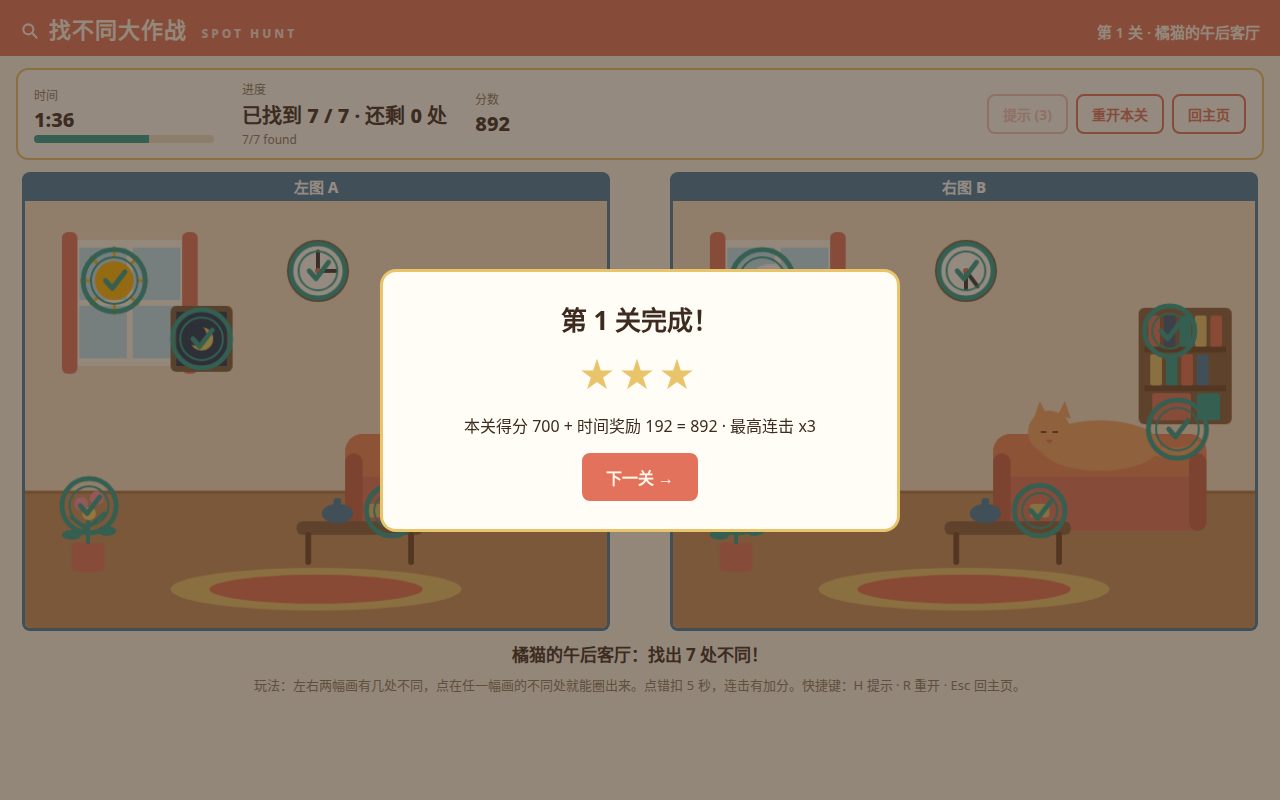 找不同大作战 SPOT HUNT
第 1 关 · 橘猫的午后客厅
时间
1:36
进度
已找到 7 / 7 · 还剩 0 处
7/7 found
分数
892
提示 (3)
重开本关
回主页
左图 A
右图 B
第 1 关完成！
★★★
本关得分 700 + 时间奖励 192 = 892 · 最高连击 x3
下一关 →
橘猫的午后客厅：找出 7 处不同！
玩法：左右两幅画有几处不同，点在任一幅画的不同处就能圈出来。点错扣 5 秒，连击有加分。快捷键：H 提示 · R 重开 · Esc 回主页。